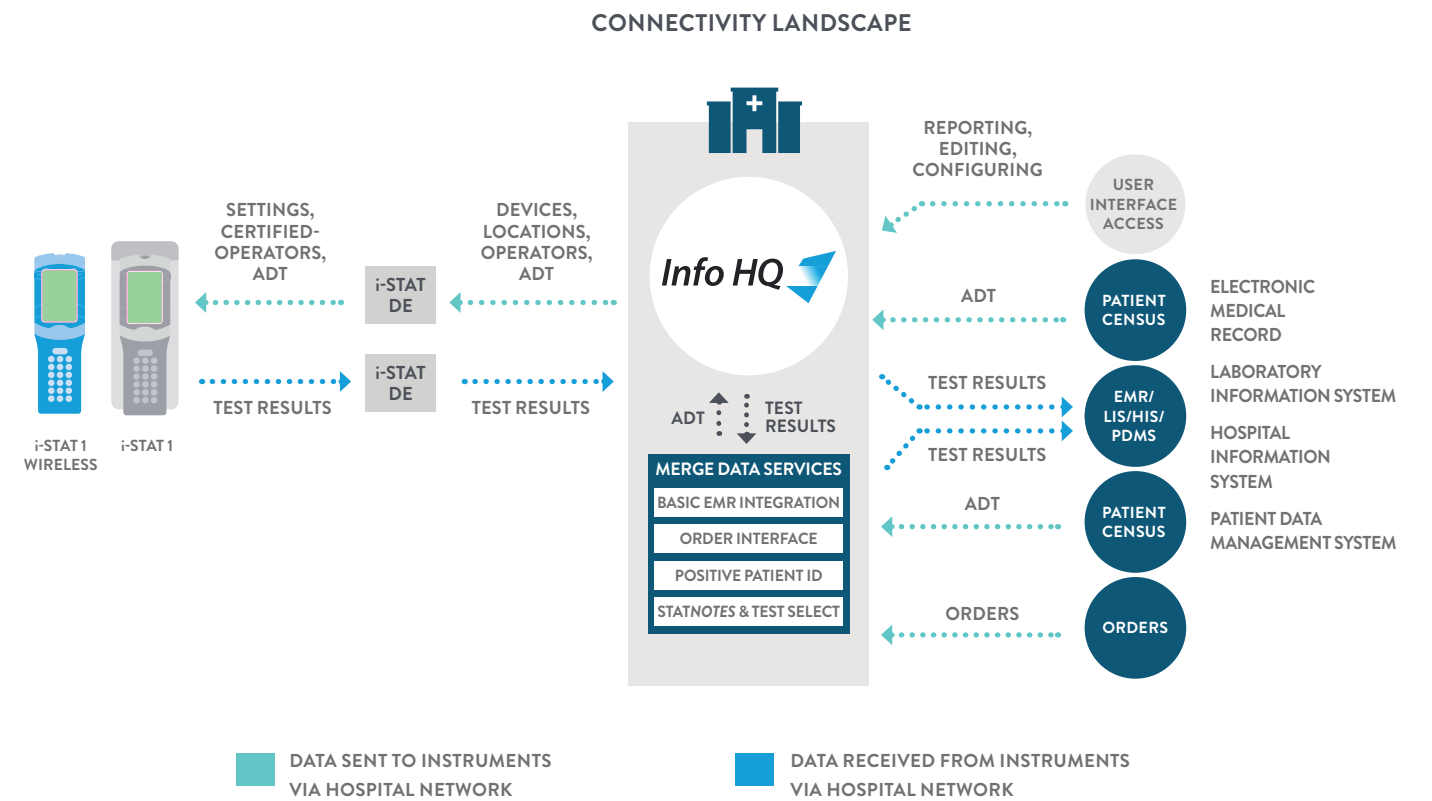 CONNECTIVITY LANDSCAPE
SETTINGS,
CERTIFIED-
OPERATORS,
ADT
DEVICES,
LOCATIONS,
OPERATORS,
ADT
i-STAT
DE
i-STAT
DE
TEST RESULTS
TEST RESULTS
i-STAT 1
WIRELESS
i-STAT 1
Info HQ
ADT
TEST
RESULTS
MERGE DATA SERVICES
BASIC EMR INTEGRATION
ORDER INTERFACE
POSITIVE PATIENT ID
STATNOTES & TEST SELECT
REPORTING,
EDITING,
CONFIGURING
USER
INTERFACE
ACCESS
ADT
PATIENT
CENSUS
TEST RESULTS
TEST RESULTS
EMR/
LIS/HIS/
PDMS
ADT
PATIENT
CENSUS
ORDERS
ORDERS
ELECTRONIC
MEDICAL
RECORD
LABORATORY
INFORMATION SYSTEM
HOSPITAL
INFORMATION
SYSTEM
PATIENT DATA
MANAGEMENT SYSTEM
DATA SENT TO INSTRUMENTS
VIA HOSPITAL NETWORK
DATA RECEIVED FROM INSTRUMENTS
VIA HOSPITAL NETWORK